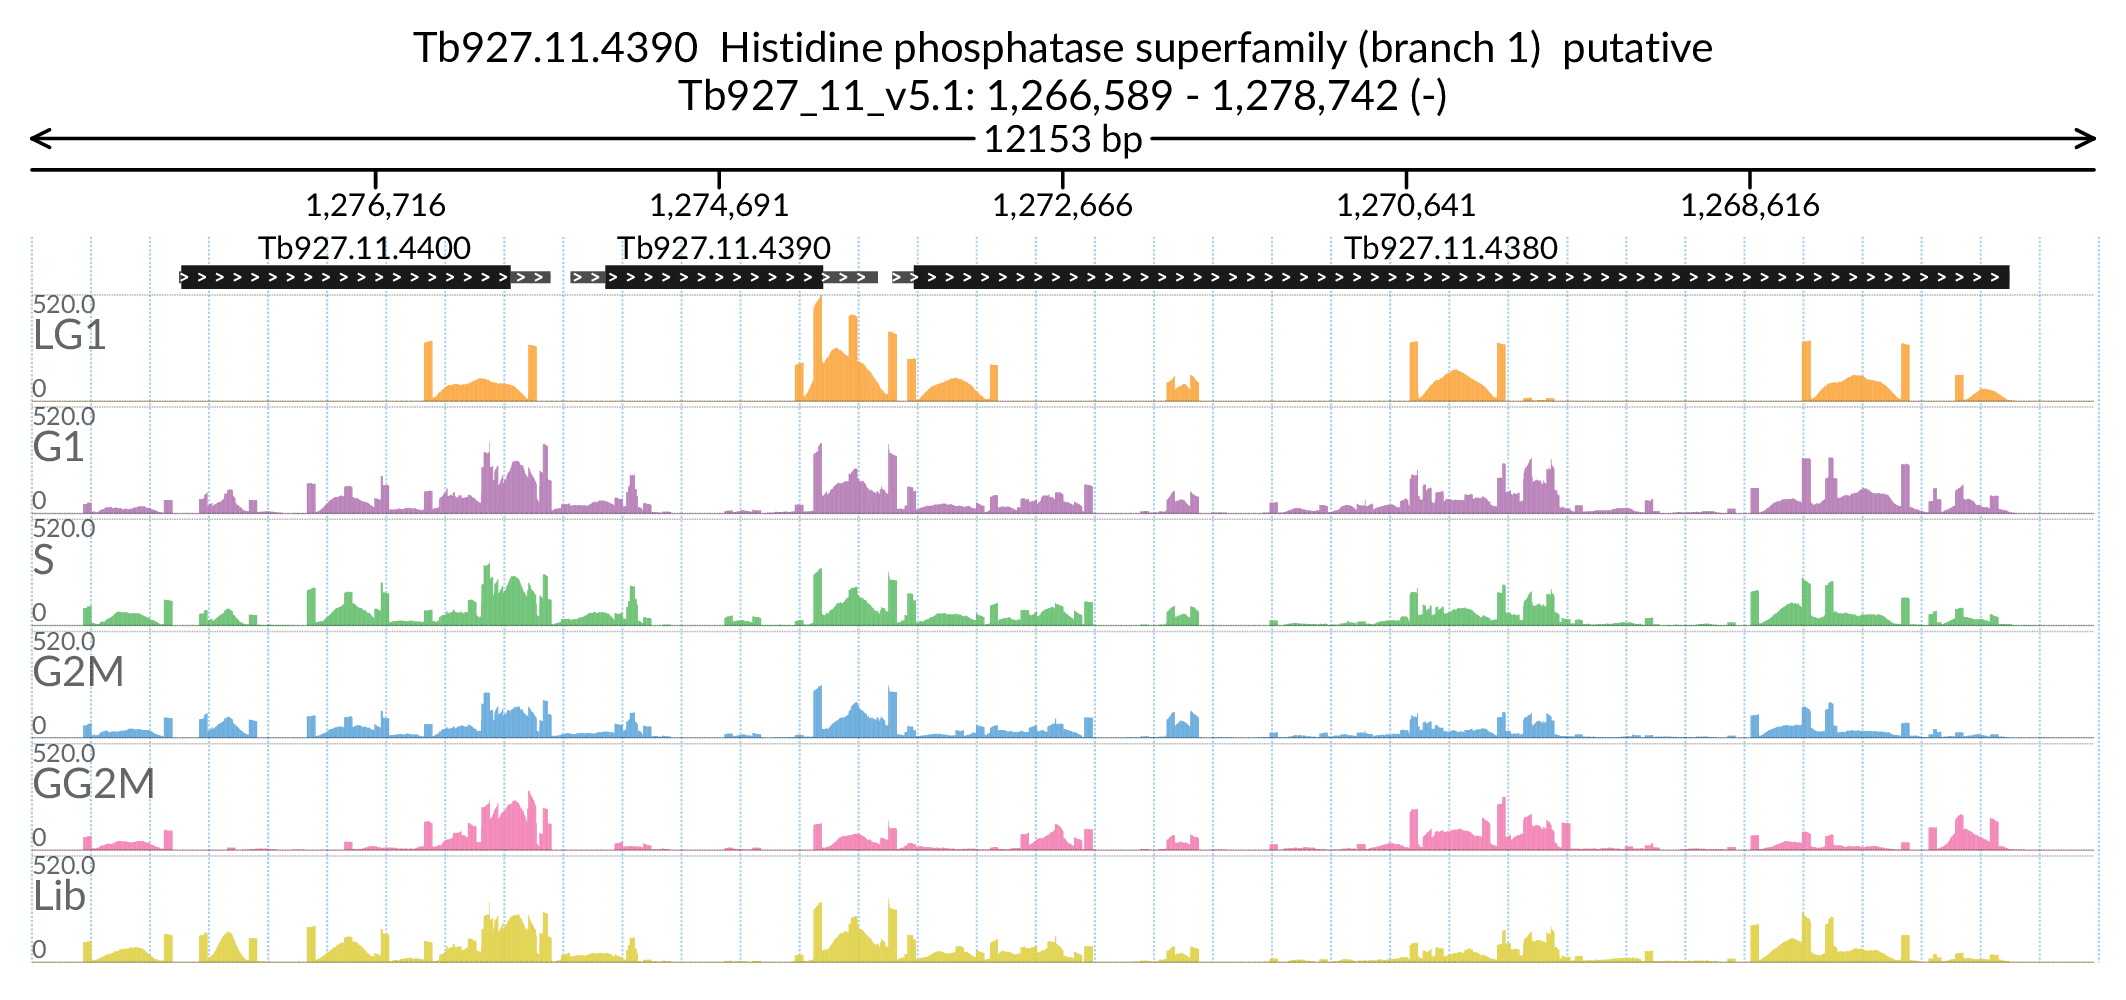 Tb927.11.4390 Histidine phosphatase superfamily (branch 1) putative
Tb927_11_v5.1: 1,266,589 - 1,278,742 (-)
12153 bp
1,276,716 1,274,691 1,272,666 1,270,641 1,268,616
Tb927.11.4400 Tb927.11.4390 Tb927.11.4380
520.0
LG1
0
520.0
G1
0
520.0
S
0
520.0
G2M
0
520.0
GG2M
0
520.0
Lib
0